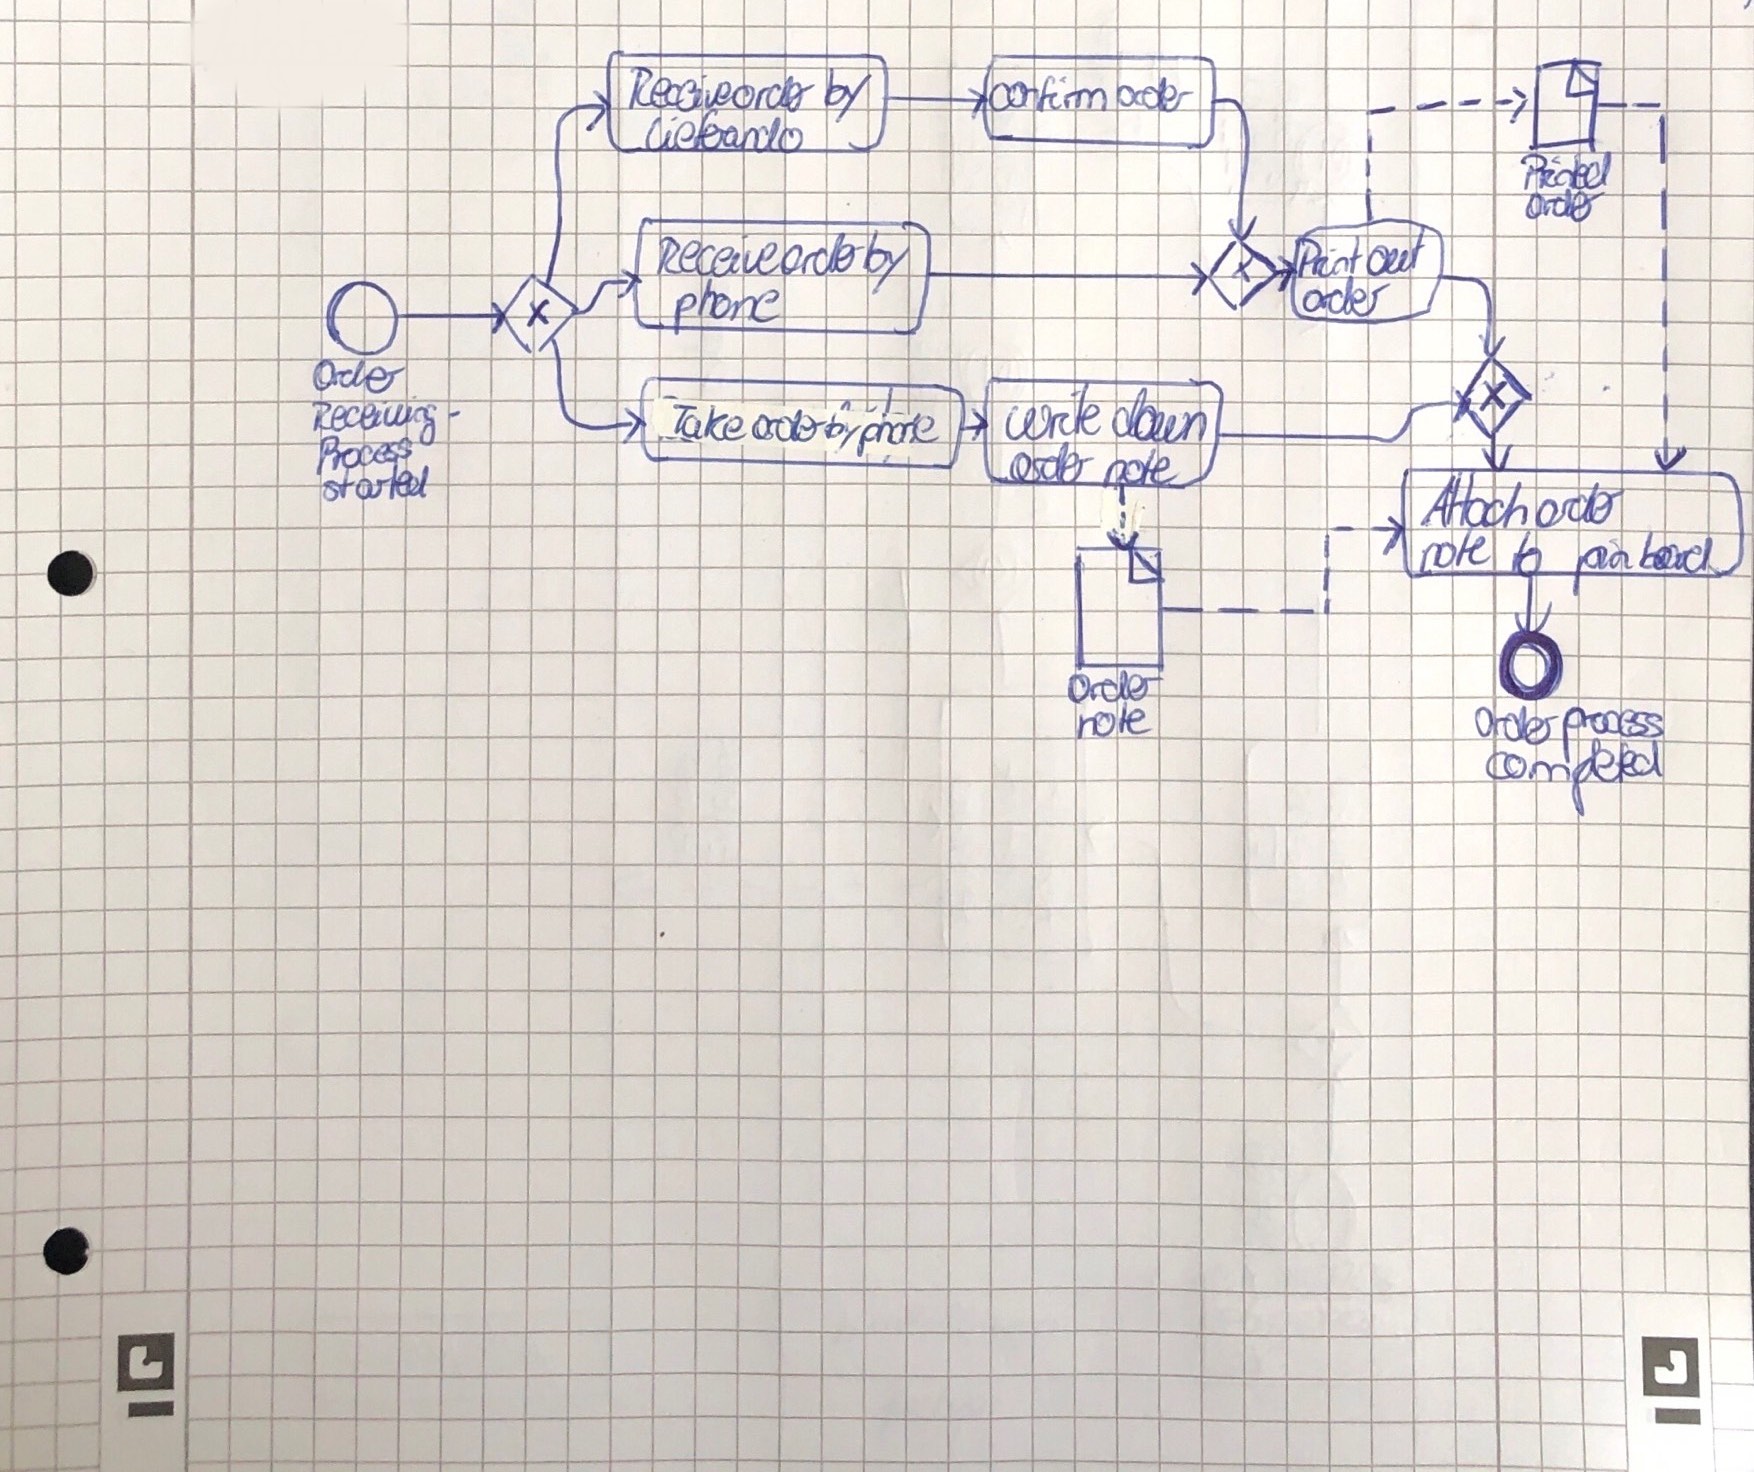 Receive order by
Lieferando
confirm order
Printed
order
Receive order by
phone
X
Print out
order
X
Order
Receiving-
Process
started
Take order by phone
write down
order note
X
Attach order
note to pin board
Order
note
Order process
completed